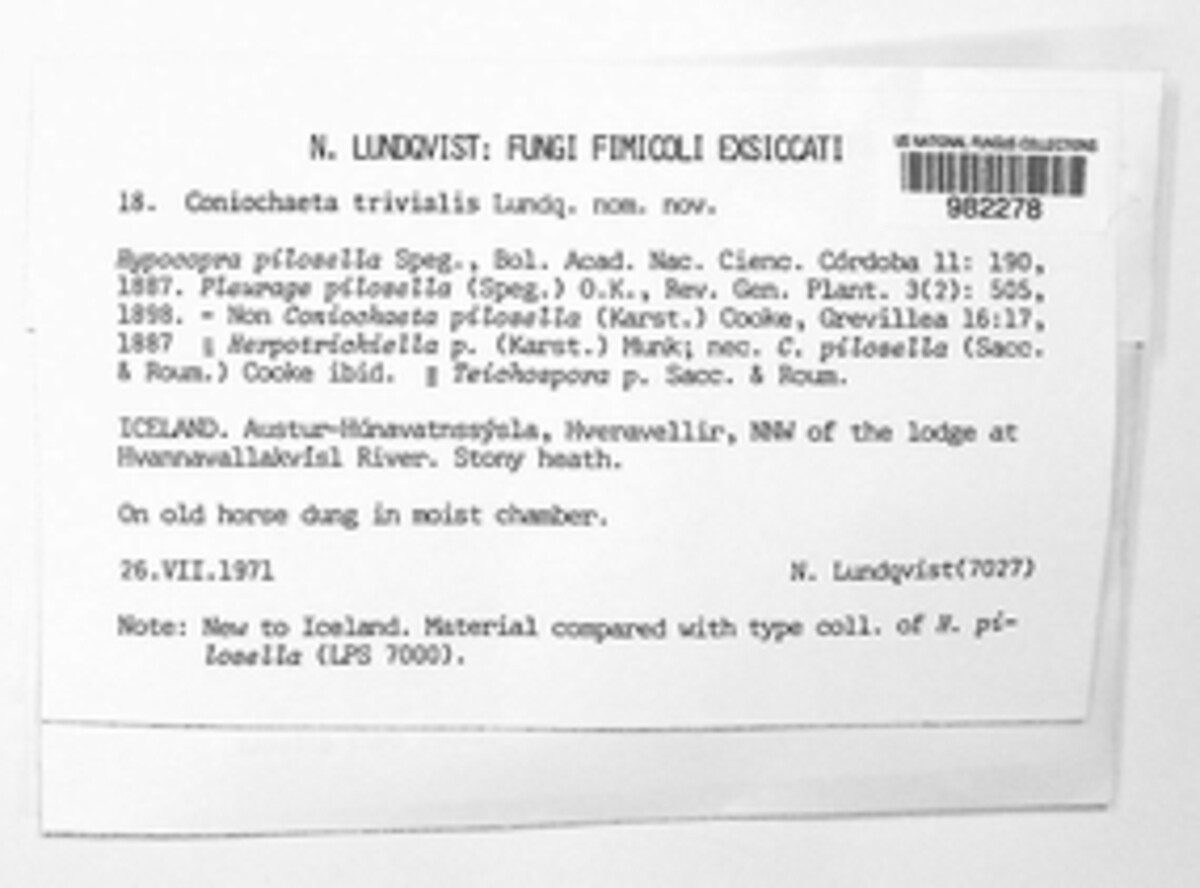 N. LUNDQVIST: FUNGI FIMICOLI EXSICCATI
US NATIONAL FUNGUS COLLECTIONS
982278
18. Coniochaeta trivialis Lundq. nom. nov.
Hypocopra pilosella Speg., Bol. Acad. Nac. Cienc. Córdoba 11: 190,
1887. Pleurage pilosella (Speg.) O.K., Rev. Gen. Plant. 3(2): 505,
1898. - Non Coniochaeta pilosella (Karst.) Cooke, Grevillea 16:17,
1887 ≡ Herpotrichiella p. (Karst.) Munk; nec. C. pilosella (Sacc.
& Roum.) Cooke ibid. ≡ Teichospora p. Sacc. & Roum.
ICELAND. Austur-Húnavatnssýsla, Hveravellir, NNW of the lodge at
Hvannavallakvísl River. Stony heath.
On old horse dung in moist chamber.
26.VII.1971 N. Lundqvist(7027)
Note: New to Iceland. Material compared with type coll. of H. pi-
losella (LPS 7000).